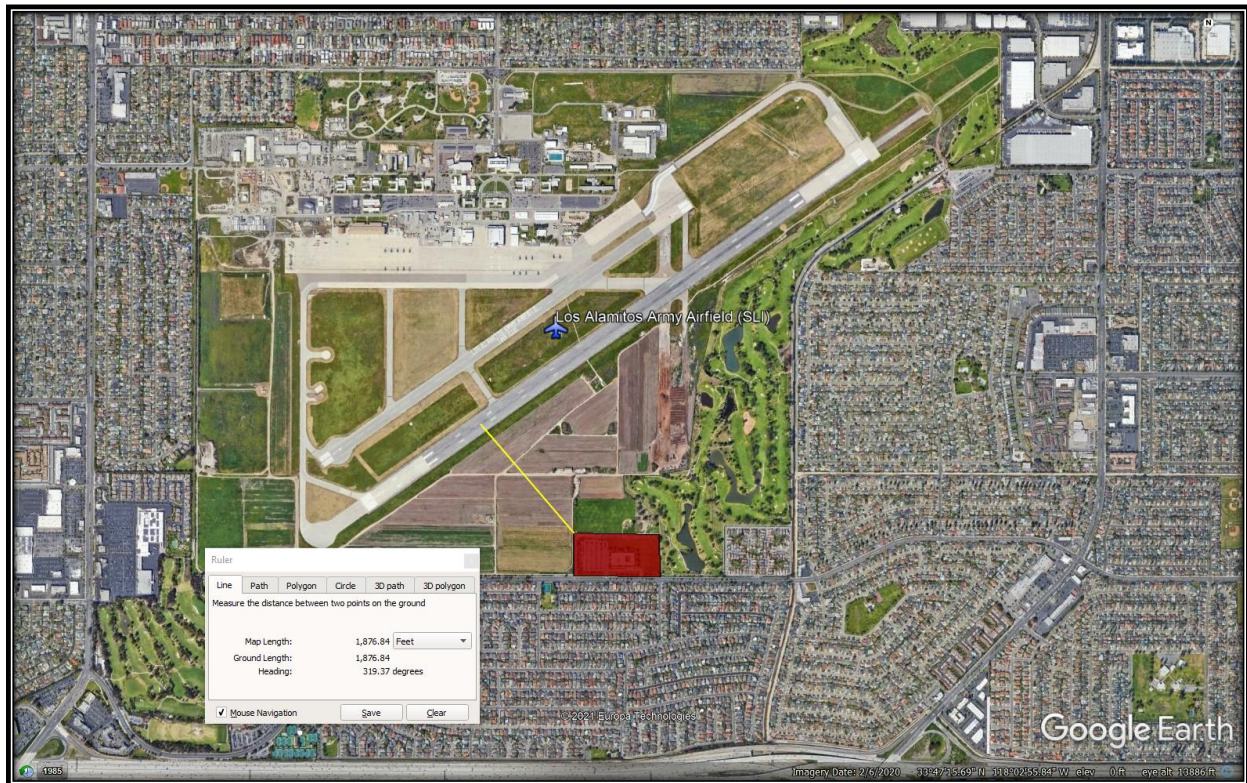 N
Los Alamitos Army Airfield (SLI)
Ruler
Line Path Polygon Circle 3D path 3D polygon
Measure the distance between two points on the ground
Map Length: 1,876.84 Feet
Ground Length: 1,876.84
Heading: 319.37 degrees
Mouse Navigation Save Clear
© 2021 Europa Technologies
Google Earth
1985
Imagery Date: 2/6/2020 33°47'15.69" N 118°02'55.84" W elev 0 ft eye alt 13886 ft